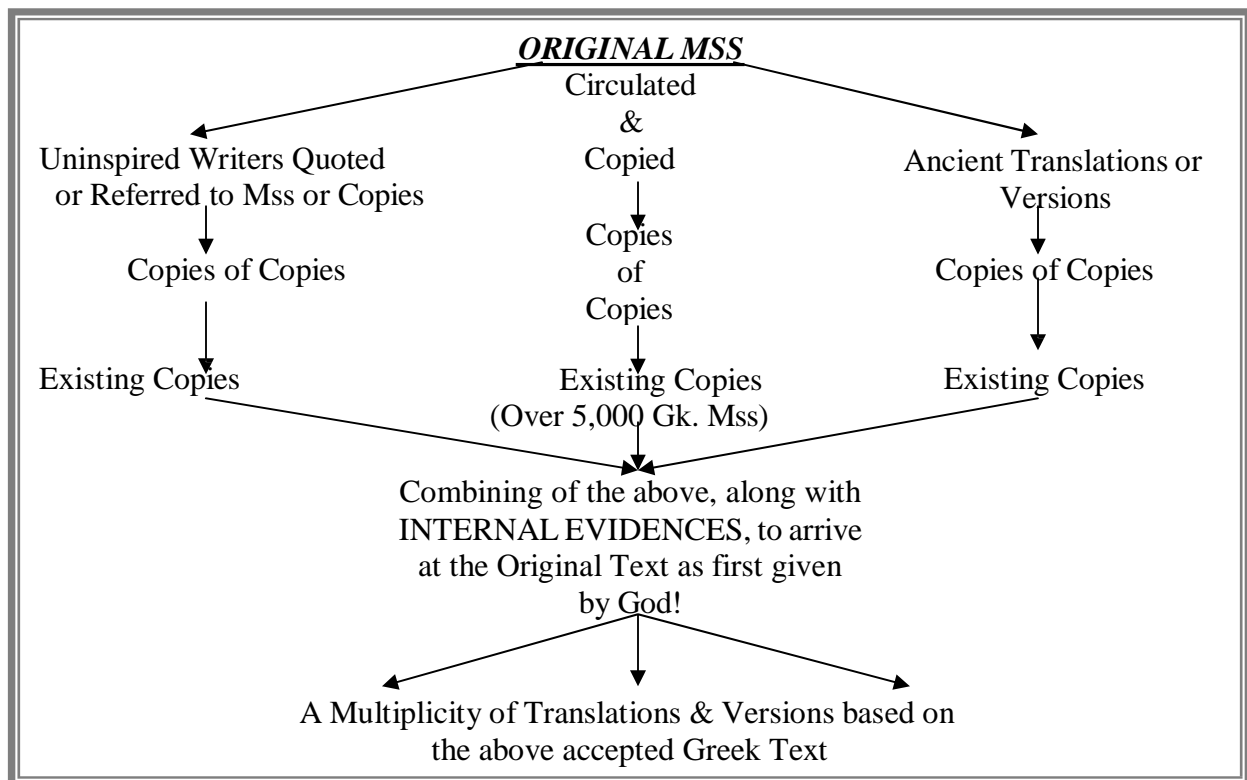 ORIGINAL MSS
Circulated
&
Copied
Uninspired Writers Quoted
or Referred to Mss or Copies
Ancient Translations or
Versions
Copies of Copies
Copies
of
Copies
Copies of Copies
Existing Copies
Existing Copies
(Over 5,000 Gk. Mss)
Existing Copies
Combining of the above, along with
INTERNAL EVIDENCES, to arrive
at the Original Text as first given
by God!
A Multiplicity of Translations & Versions based on
the above accepted Greek Text